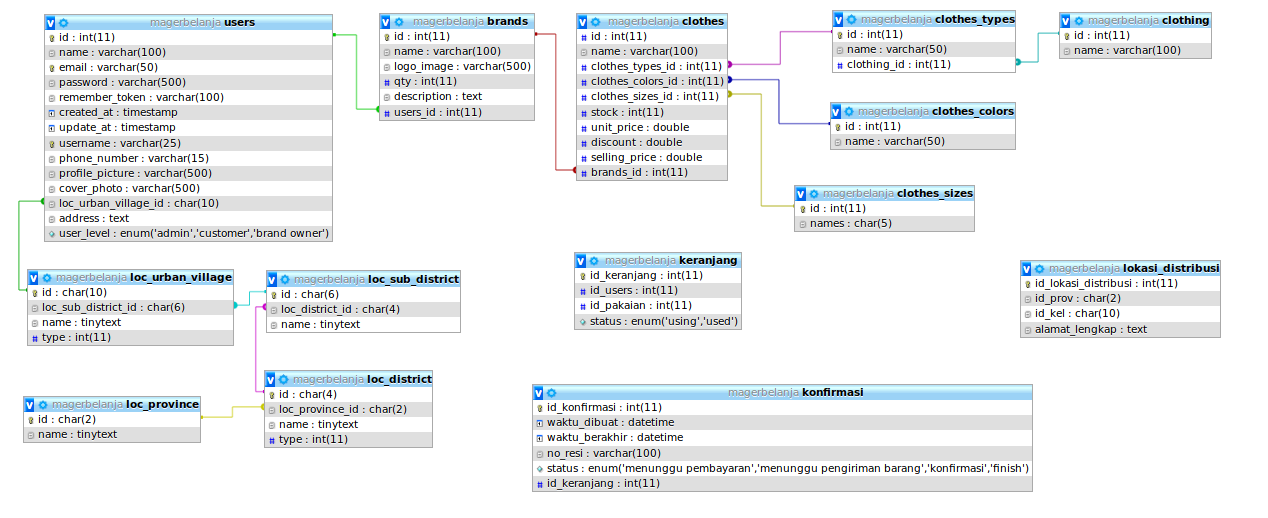 magerbelanja users
id : int(11)
name : varchar(100)
email : varchar(50)
password : varchar(500)
remember_token : varchar(100)
created_at : timestamp
update_at : timestamp
username : varchar(25)
phone_number : varchar(15)
profile_picture : varchar(500)
cover_photo : varchar(500)
loc_urban_village_id : char(10)
address : text
user_level : enum('admin','customer','brand owner')
magerbelanja brands
id : int(11)
name : varchar(100)
logo_image : varchar(500)
qty : int(11)
description : text
users_id : int(11)
magerbelanja clothes
id : int(11)
name : varchar(100)
clothes_types_id : int(11)
clothes_colors_id : int(11)
clothes_sizes_id : int(11)
stock : int(11)
unit_price : double
discount : double
selling_price : double
brands_id : int(11)
magerbelanja clothes_types
id : int(11)
name : varchar(50)
clothing_id : int(11)
magerbelanja clothing
id : int(11)
name : varchar(100)
magerbelanja clothes_colors
id : int(11)
name : varchar(50)
magerbelanja clothes_sizes
id : int(11)
names : char(5)
magerbelanja loc_urban_village
id : char(10)
loc_sub_district_id : char(6)
name : tinytext
type : int(11)
magerbelanja loc_sub_district
id : char(6)
loc_district_id : char(4)
name : tinytext
magerbelanja keranjang
id_keranjang : int(11)
id_users : int(11)
id_pakaian : int(11)
status : enum('using','used')
magerbelanja lokasi_distribusi
id_lokasi_distribusi : int(11)
id_prov : char(2)
id_kel : char(10)
alamat_lengkap : text
magerbelanja loc_province
id : char(2)
name : tinytext
magerbelanja loc_district
id : char(4)
loc_province_id : char(2)
name : tinytext
type : int(11)
magerbelanja konfirmasi
id_konfirmasi : int(11)
waktu_dibuat : datetime
waktu_berakhir : datetime
no_resi : varchar(100)
status : enum('menunggu pembayaran','menunggu pengiriman barang','konfirmasi','finish')
id_keranjang : int(11)